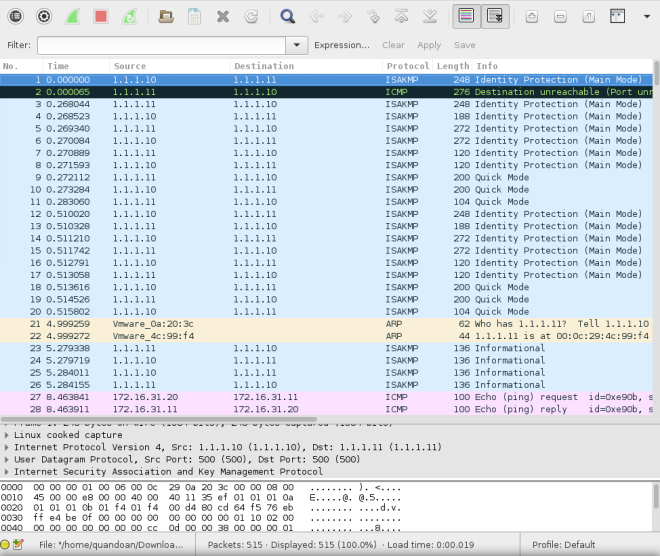 Filter:
Expression... Clear Apply Save
No. Time Source Destination Protocol Length Info
1 0.000000 1.1.1.10 1.1.1.11 ISAKMP 248 Identity Protection (Main Mode)
2 0.000065 1.1.1.11 1.1.1.10 ICMP 276 Destination unreachable (Port unr
3 0.268044 1.1.1.11 1.1.1.10 ISAKMP 248 Identity Protection (Main Mode)
4 0.268523 1.1.1.10 1.1.1.11 ISAKMP 188 Identity Protection (Main Mode)
5 0.269340 1.1.1.11 1.1.1.10 ISAKMP 272 Identity Protection (Main Mode)
6 0.270084 1.1.1.10 1.1.1.11 ISAKMP 272 Identity Protection (Main Mode)
7 0.270889 1.1.1.11 1.1.1.10 ISAKMP 120 Identity Protection (Main Mode)
8 0.271593 1.1.1.10 1.1.1.11 ISAKMP 120 Identity Protection (Main Mode)
9 0.272112 1.1.1.11 1.1.1.10 ISAKMP 200 Quick Mode
10 0.273284 1.1.1.10 1.1.1.11 ISAKMP 200 Quick Mode
11 0.283060 1.1.1.11 1.1.1.10 ISAKMP 104 Quick Mode
12 0.510020 1.1.1.10 1.1.1.11 ISAKMP 248 Identity Protection (Main Mode)
13 0.510328 1.1.1.11 1.1.1.10 ISAKMP 188 Identity Protection (Main Mode)
14 0.511210 1.1.1.10 1.1.1.11 ISAKMP 272 Identity Protection (Main Mode)
15 0.511742 1.1.1.11 1.1.1.10 ISAKMP 272 Identity Protection (Main Mode)
16 0.512791 1.1.1.10 1.1.1.11 ISAKMP 120 Identity Protection (Main Mode)
17 0.513058 1.1.1.11 1.1.1.10 ISAKMP 120 Identity Protection (Main Mode)
18 0.513616 1.1.1.10 1.1.1.11 ISAKMP 200 Quick Mode
19 0.514526 1.1.1.11 1.1.1.10 ISAKMP 200 Quick Mode
20 0.515802 1.1.1.10 1.1.1.11 ISAKMP 104 Quick Mode
21 4.999259 Vmware_0a:20:3c ARP 62 Who has 1.1.1.11? Tell 1.1.1.10
22 4.999272 Vmware_4c:99:f4 ARP 44 1.1.1.11 is at 00:0c:29:4c:99:f4
23 5.279338 1.1.1.11 1.1.1.10 ISAKMP 136 Informational
24 5.279719 1.1.1.10 1.1.1.11 ISAKMP 136 Informational
25 5.284011 1.1.1.10 1.1.1.11 ISAKMP 136 Informational
26 5.284155 1.1.1.11 1.1.1.10 ISAKMP 136 Informational
27 8.463841 172.16.31.20 172.16.31.11 ICMP 100 Echo (ping) request id=0xe90b, s
28 8.463911 172.16.31.11 172.16.31.20 ICMP 100 Echo (ping) reply id=0xe90b, s
Linux cooked capture
Internet Protocol Version 4, Src: 1.1.1.10 (1.1.1.10), Dst: 1.1.1.11 (1.1.1.11)
User Datagram Protocol, Src Port: 500 (500), Dst Port: 500 (500)
Internet Security Association and Key Management Protocol
0000 00 00 00 01 00 06 00 0c 29 0a 20 3c 00 00 08 00 ........ ). <....
0010 45 00 00 e8 00 00 40 00 40 11 35 ef 01 01 01 0a E.....@. @.5.....
0020 01 01 01 0b 01 f4 01 f4 00 d4 80 cd 64 f5 76 eb ........ ....d.v.
0030 ff e4 be 0f 00 00 00 00 00 00 00 00 01 10 02 00 ........ ........
0040 00 00 00 00 00 00 00 cc 0d 00 00 38 00 00 00 01 ........ ...8....
File: "/home/quandoan/Downloa... Packets: 515 · Displayed: 515 (100.0%) · Load time: 0:00.019 Profile: Default